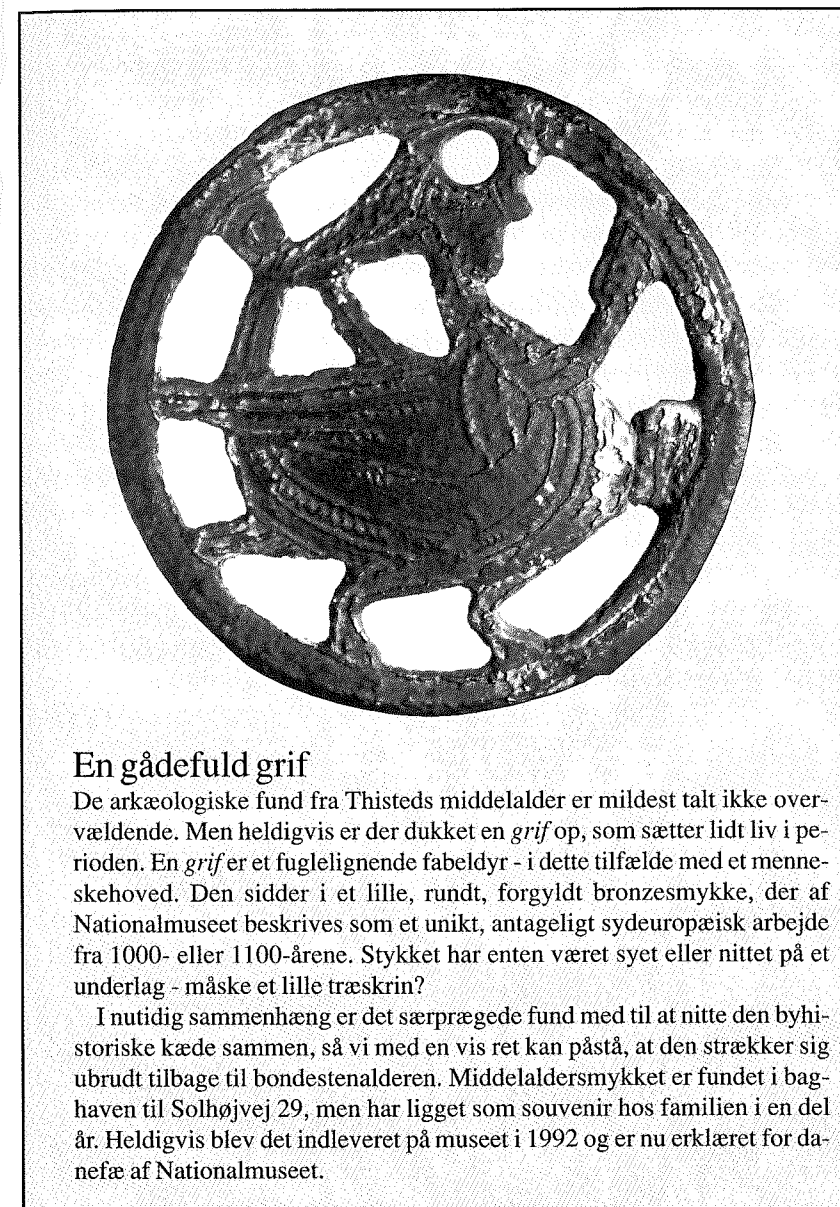 En gådefuld grif
De arkæologiske fund fra Thisteds middelalder er mildest talt ikke over-
vældende. Men heldigvis er der dukket en grif op, som sætter lidt liv i pe-
rioden. En grif er et fuglelignende fabeldyr - i dette tilfælde med et menne-
skehoved. Den sidder i et lille, rundt, forgyldt bronzesmykke, der af
Nationalmuseet beskrives som et unikt, antageligt sydeuropæisk arbejde
fra 1000- eller 1100-årene. Stykket har enten været syet eller nittet på et
underlag - måske et lille træskrin?
I nutidig sammenhæng er det særprægede fund med til at nitte den byhi-
storiske kæde sammen, så vi med en vis ret kan påstå, at den strækker sig
ubrudt tilbage til bondestenalderen. Middelaldersmykket er fundet i bag-
haven til Solhøjvej 29, men har ligget som souvenir hos familien i en del
år. Heldigvis blev det indleveret på museet i 1992 og er nu erklæret for da-
nefæ af Nationalmuseet.